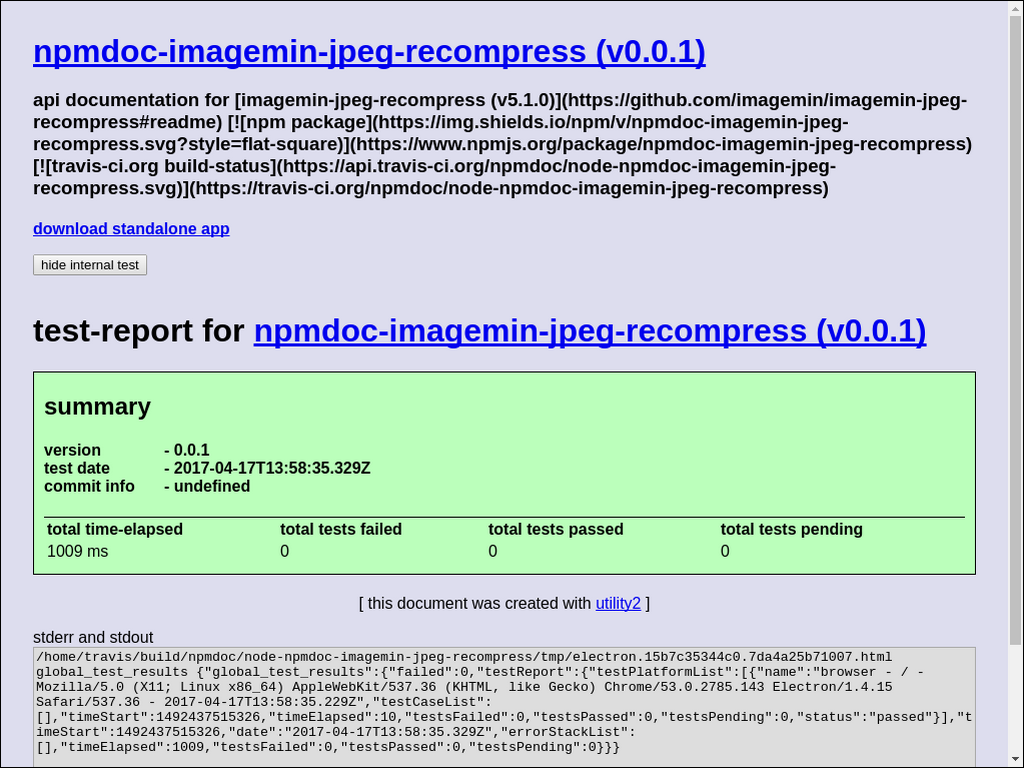 npmdoc-imagemin-jpeg-recompress (v0.0.1)
api documentation for [imagemin-jpeg-recompress (v5.1.0)](https://github.com/imagemin/imagemin-jpeg-
recompress#readme) [![npm package](https://img.shields.io/npm/v/npmdoc-imagemin-jpeg-
recompress.svg?style=flat-square)](https://www.npmjs.org/package/npmdoc-imagemin-jpeg-recompress)
[![travis-ci.org build-status](https://api.travis-ci.org/npmdoc/node-npmdoc-imagemin-jpeg-
recompress.svg)](https://travis-ci.org/npmdoc/node-npmdoc-imagemin-jpeg-recompress)
download standalone app
hide internal test
test-report for npmdoc-imagemin-jpeg-recompress (v0.0.1)
summary
version - 0.0.1
test date - 2017-04-17T13:58:35.329Z
commit info - undefined
total time-elapsed total tests failed total tests passed total tests pending
1009 ms 0 0 0
[ this document was created with utility2 ]
stderr and stdout
/home/travis/build/npmdoc/node-npmdoc-imagemin-jpeg-recompress/tmp/electron.15b7c35344c0.7da4a25b71007.html
global_test_results {"global_test_results":{"failed":0,"testReport":{"testPlatformList":[{"name":"browser - / -
Mozilla/5.0 (X11; Linux x86_64) AppleWebKit/537.36 (KHTML, like Gecko) Chrome/53.0.2785.143 Electron/1.4.15
Safari/537.36 - 2017-04-17T13:58:35.229Z","testCaseList":
[],"timeStart":1492437515326,"timeElapsed":10,"testsFailed":0,"testsPassed":0,"testsPending":0,"status":"passed"}],"t
imeStart":1492437515326,"date":"2017-04-17T13:58:35.329Z","errorStackList":
[],"timeElapsed":1009,"testsFailed":0,"testsPassed":0,"testsPending":0}}}